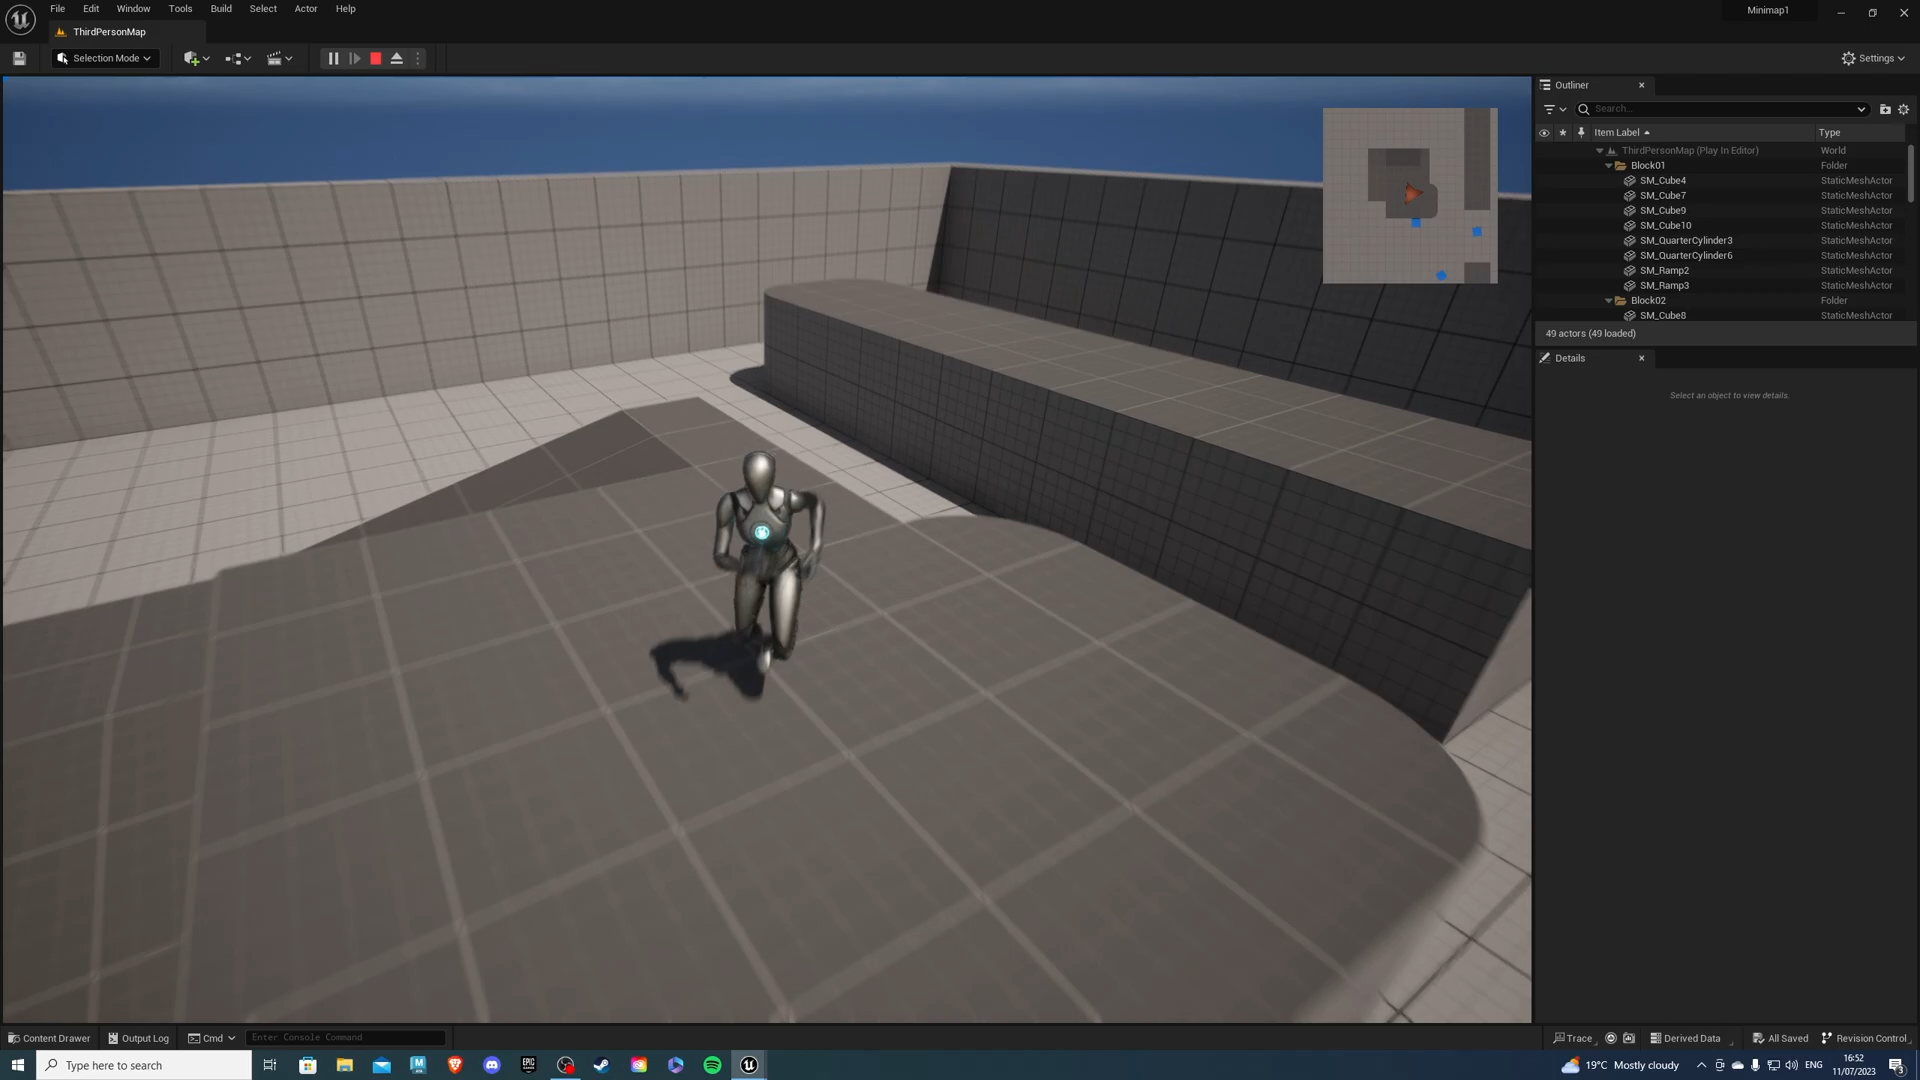 File Edit Window Tools Build Select Actor Help
Minimap1
ThirdPersonMap
Selection Mode
Settings
Outliner
Search...
Item Label
Type
ThirdPersonMap (Play In Editor)
World
Block01
Folder
SM_Cube4
StaticMeshActor
SM_Cube7
StaticMeshActor
SM_Cube9
StaticMeshActor
SM_Cube10
StaticMeshActor
SM_QuarterCylinder3
StaticMeshActor
SM_QuarterCylinder6
StaticMeshActor
SM_Ramp2
StaticMeshActor
SM_Ramp3
StaticMeshActor
Block02
Folder
SM_Cube8
StaticMeshActor
49 actors (49 loaded)
Details
Select an object to view details.
Content Drawer
Output Log
Cmd
Enter Console Command
Trace
Derived Data
All Saved
Revision Control
Type here to search
EPIC
19°C Mostly cloudy
ENG
16:52
11/07/2023
3